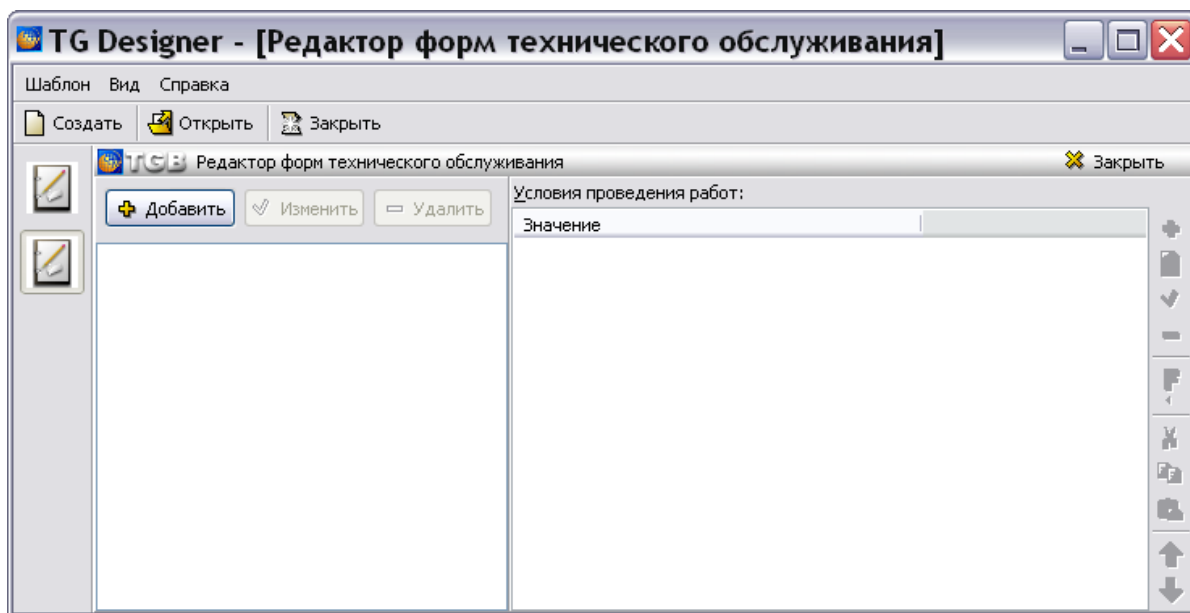 TG Designer - [Редактор форм технического обслуживания]
Шаблон Вид Справка
Создать Открыть Закрыть
TGB Редактор форм технического обслуживания Закрыть
Добавить Изменить Удалить
Условия проведения работ:
Значение